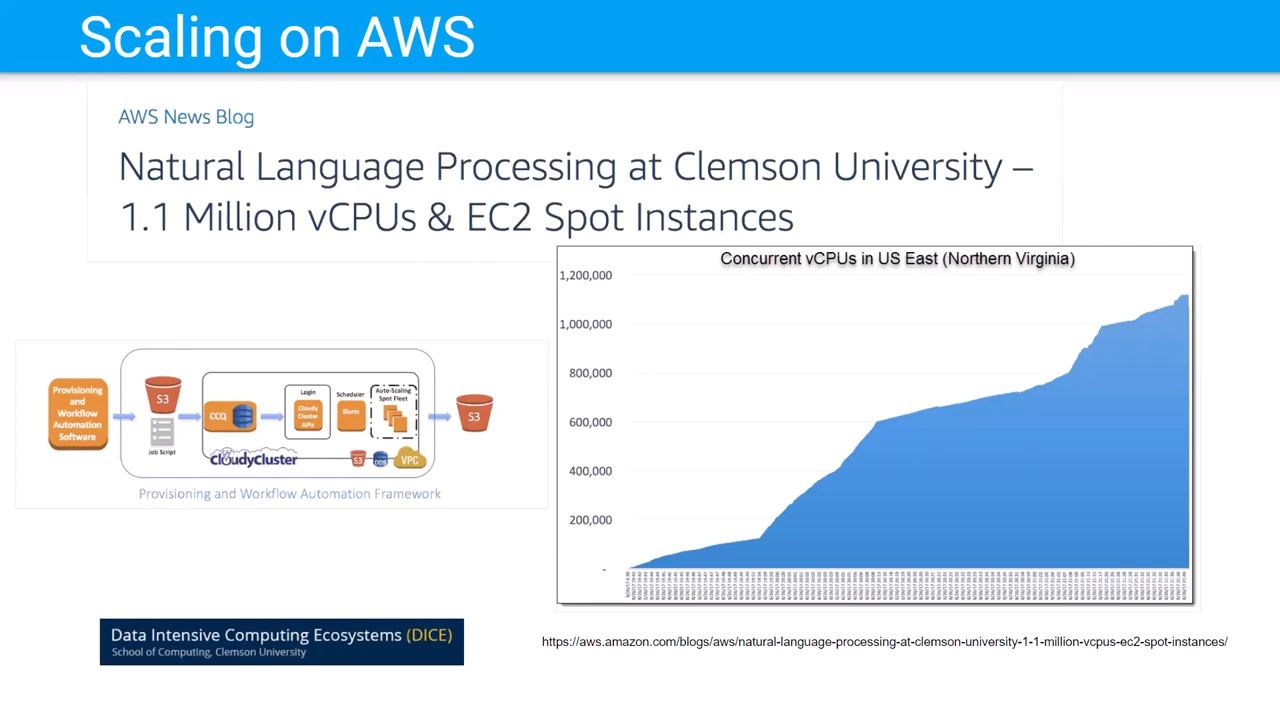 Scaling on AWS
AWS News Blog
Natural Language Processing at Clemson University –
1.1 Million vCPUs & EC2 Spot Instances
Concurrent vCPUs in US East (Northern Virginia)
1,200,000
1,000,000
800,000
600,000
400,000
200,000
-
Provisioning
and
Workflow
Automation
Software
S3
Job Script
CCQ
Login
Cloudy
Cluster
APIs
Scheduler
Slurm
Auto-Scaling
Spot Fleet
S3
CloudyCluster
S3
VPC
Provisioning and Workflow Automation Framework
Data Intensive Computing Ecosystems (DICE)
School of Computing, Clemson University
https://aws.amazon.com/blogs/aws/natural-language-processing-at-clemson-university-1-1-million-vcpus-ec2-spot-instances/